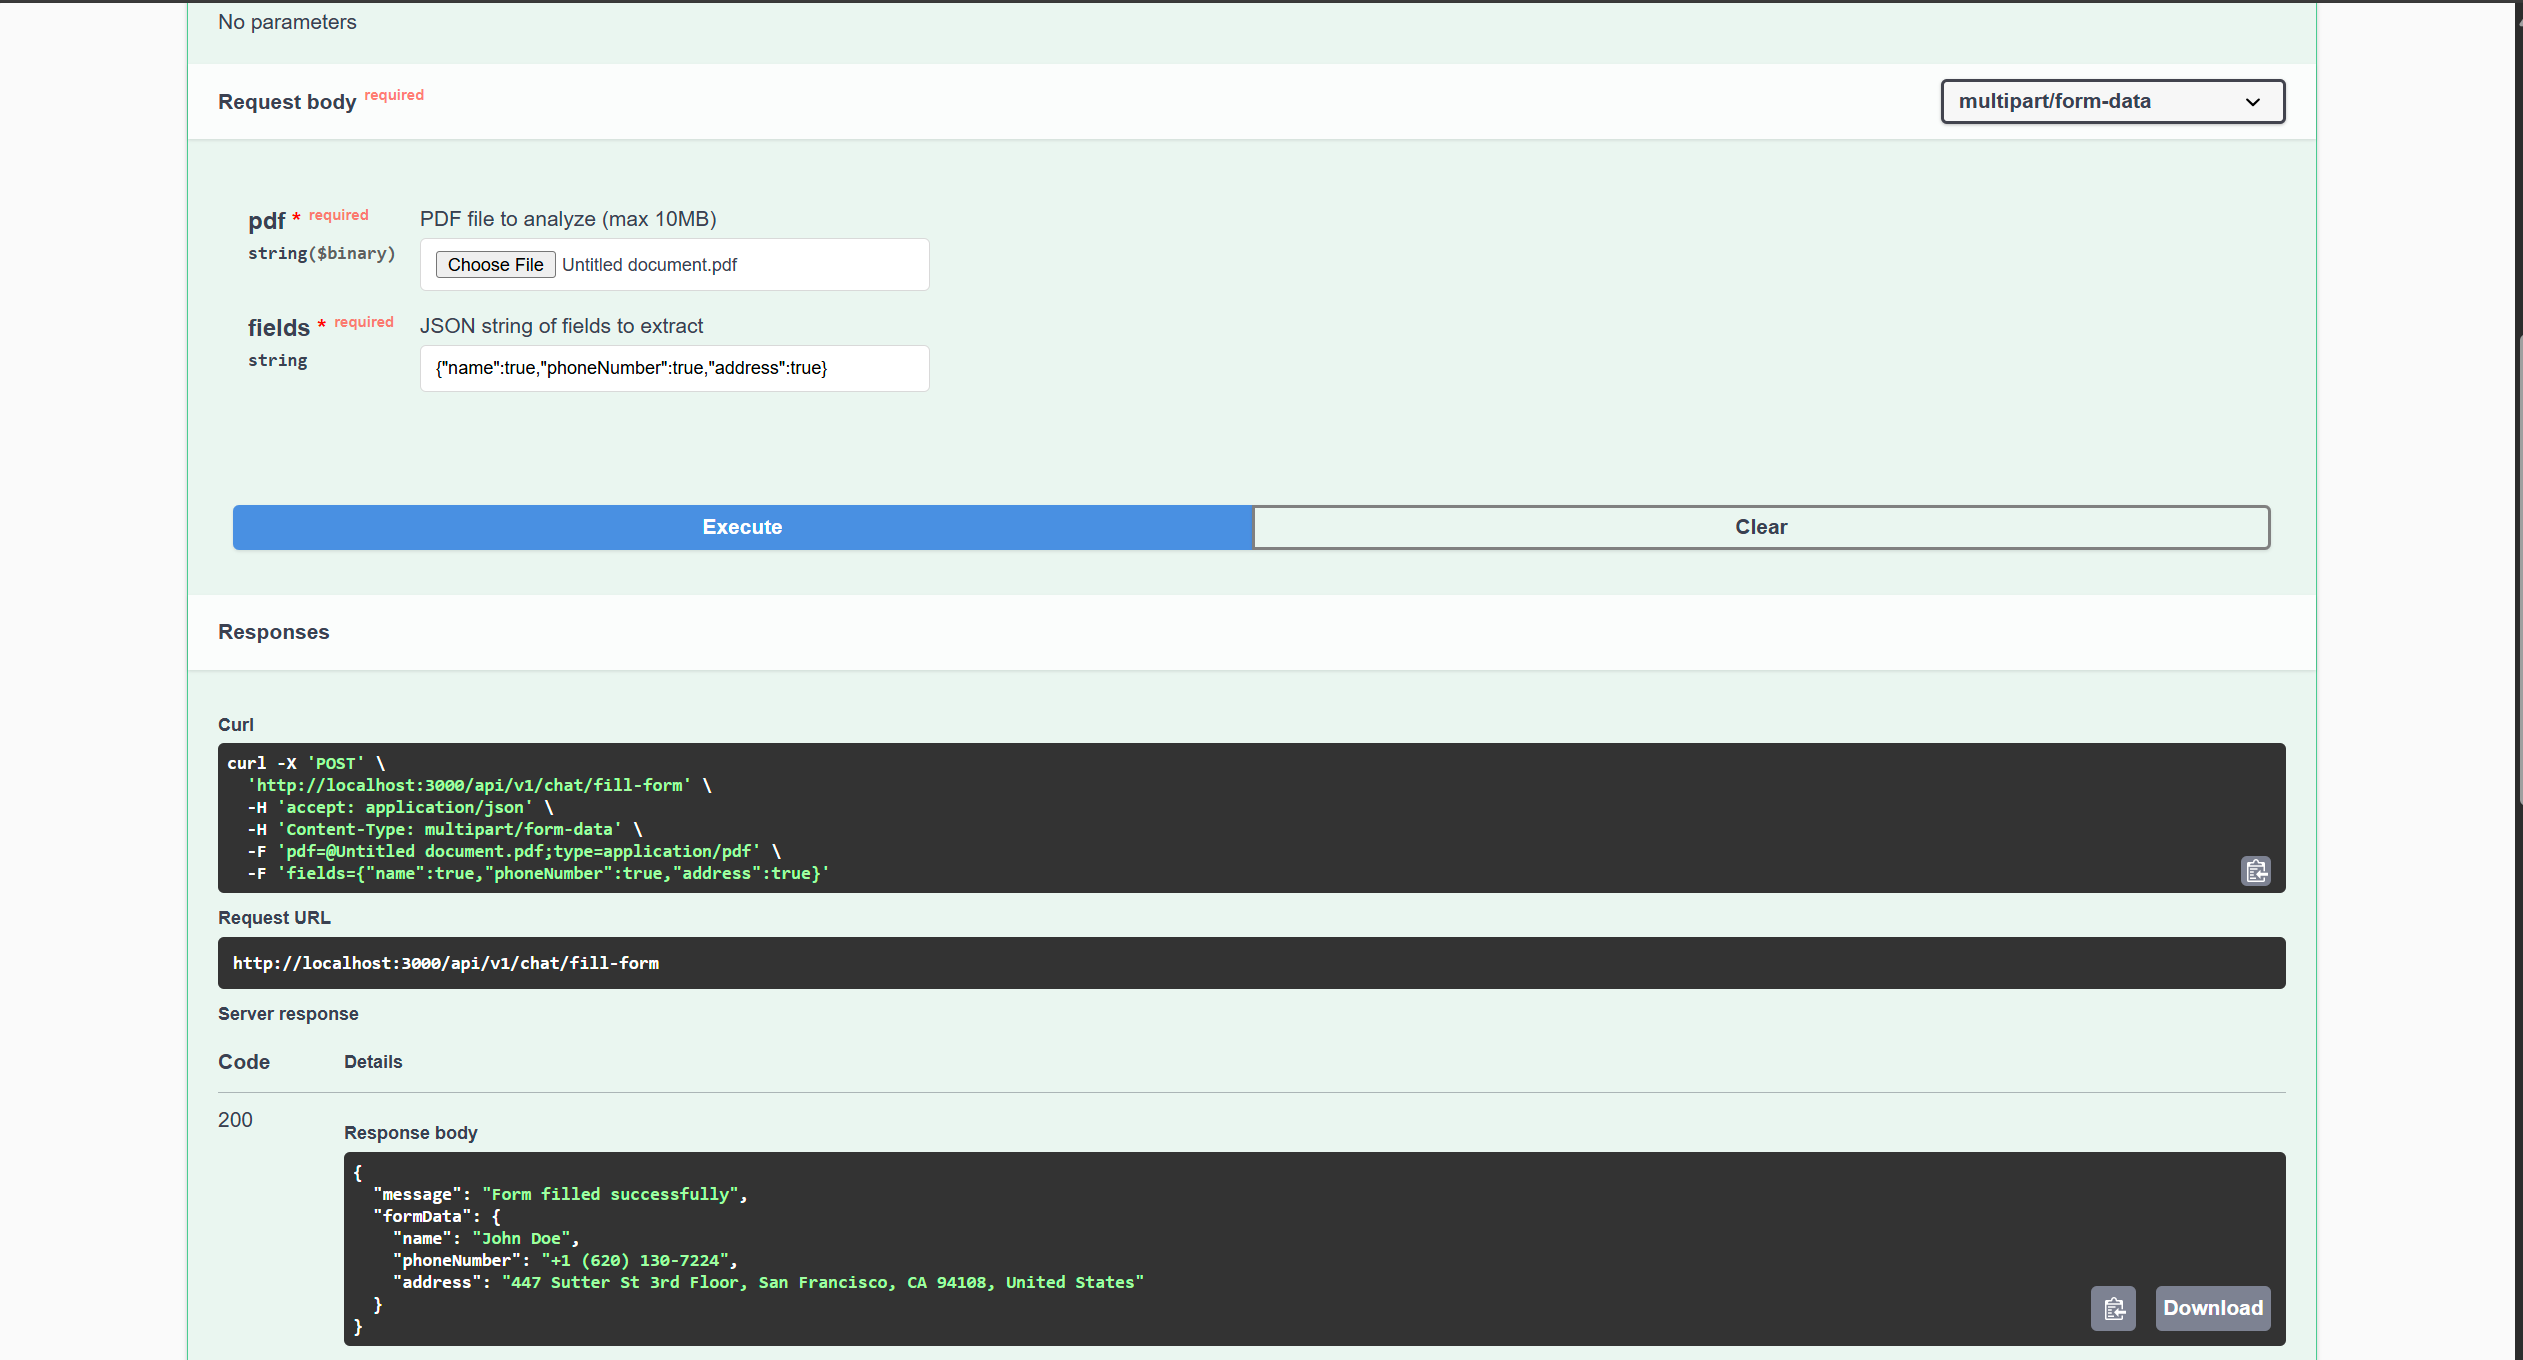 No parameters
Request body required
multipart/form-data
pdf * required
string($binary)
PDF file to analyze (max 10MB)
Choose File Untitled document.pdf
fields * required
string
JSON string of fields to extract
{"name":true,"phoneNumber":true,"address":true}
Execute
Clear
Responses
Curl
curl -X 'POST' \
  'http://localhost:3000/api/v1/chat/fill-form' \
  -H 'accept: application/json' \
  -H 'Content-Type: multipart/form-data' \
  -F 'pdf=@Untitled document.pdf;type=application/pdf' \
  -F 'fields={"name":true,"phoneNumber":true,"address":true}'
Request URL
http://localhost:3000/api/v1/chat/fill-form
Server response
Code Details
200
Response body
{
  "message": "Form filled successfully",
  "formData": {
    "name": "John Doe",
    "phoneNumber": "+1 (620) 130-7224",
    "address": "447 Sutter St 3rd Floor, San Francisco, CA 94108, United States"
  }
}
Download